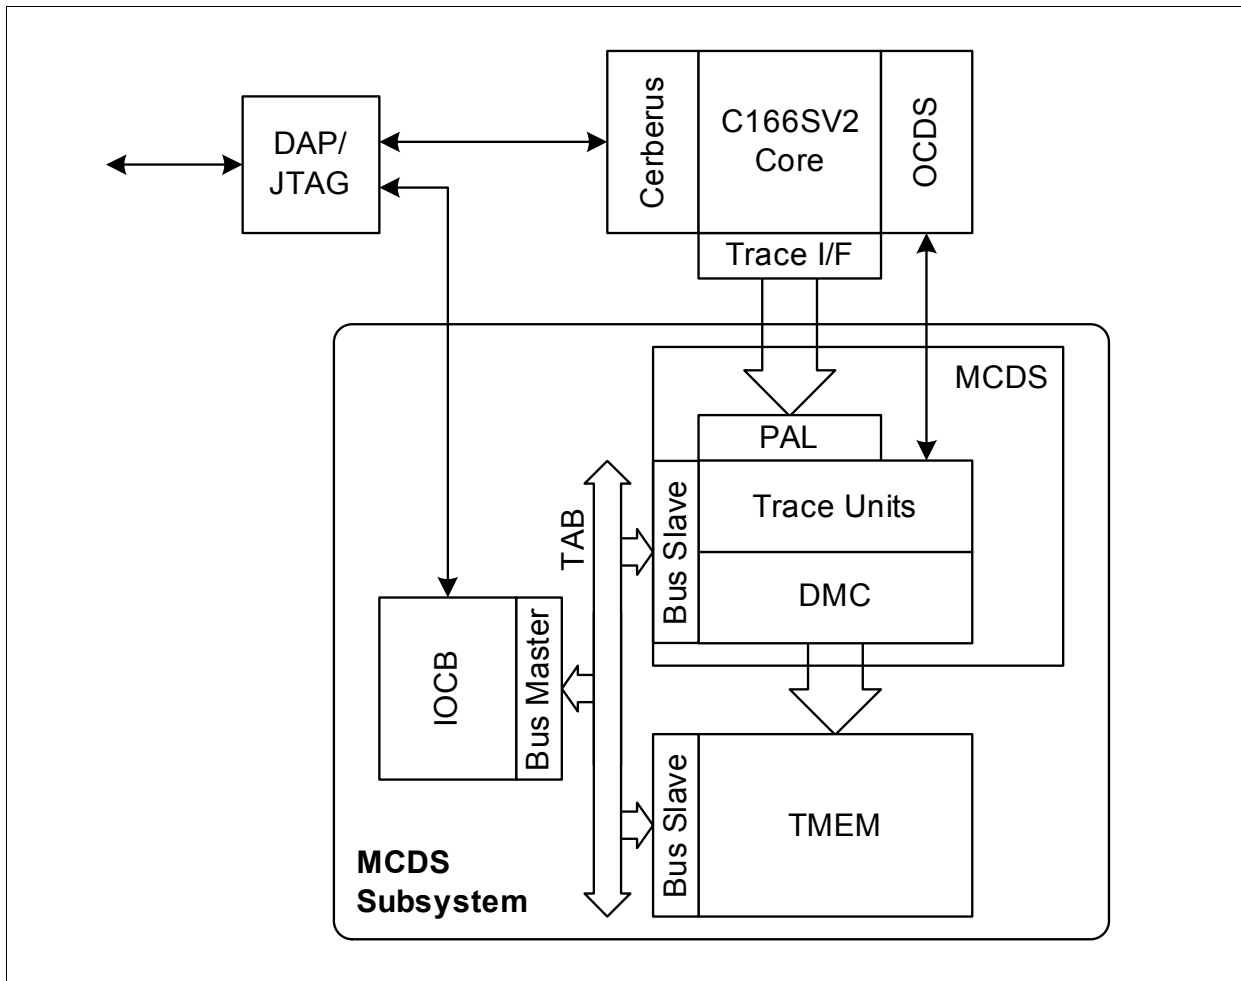 DAP/
JTAG
Cerberus
C166SV2
Core
OCDS
Trace I/F
MCDS
PAL
Trace Units
DMC
Bus Slave
TAB
IOCB
Bus Master
Bus Slave
TMEM
MCDS
Subsystem